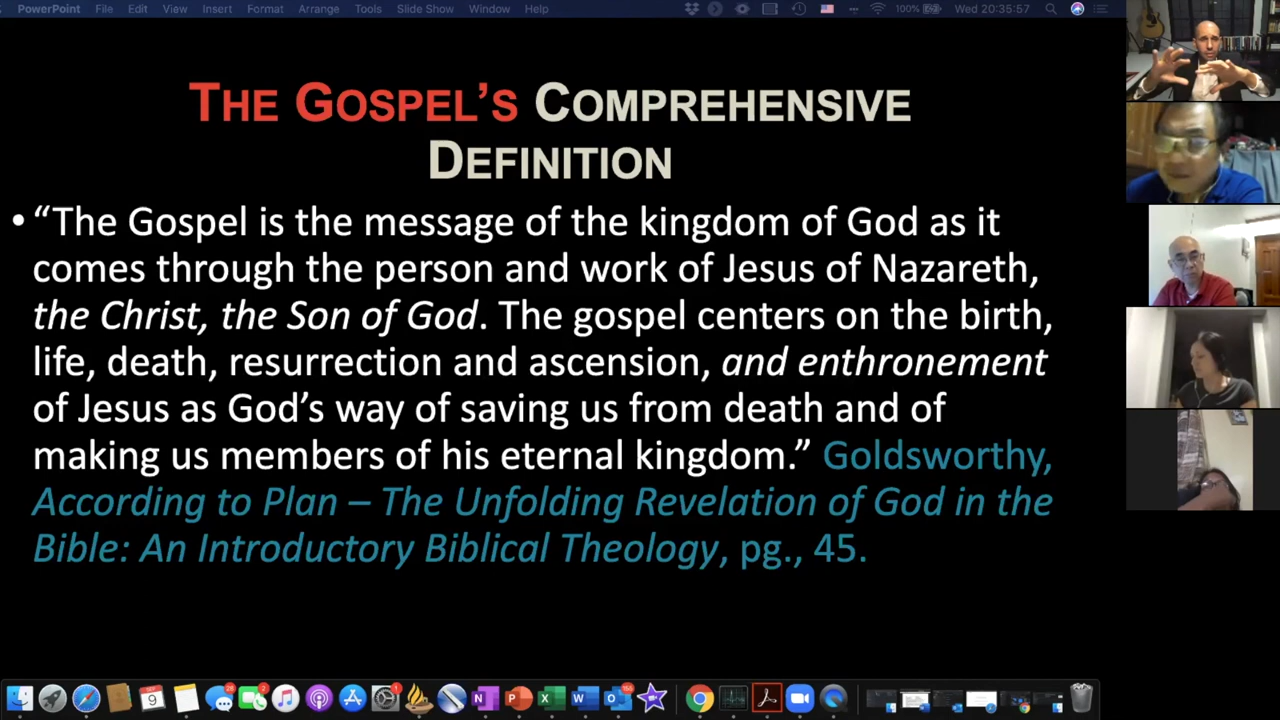 PowerPoint File Edit View Insert Format Arrange Tools Slide Show Window Help 100% Wed 20:35:57
THE GOSPEL'S COMPREHENSIVE
DEFINITION
• “The Gospel is the message of the kingdom of God as it
comes through the person and work of Jesus of Nazareth,
the Christ, the Son of God. The gospel centers on the birth,
life, death, resurrection and ascension, and enthronement
of Jesus as God’s way of saving us from death and of
making us members of his eternal kingdom.” Goldsworthy,
According to Plan – The Unfolding Revelation of God in the
Bible: An Introductory Biblical Theology, pg., 45.
9